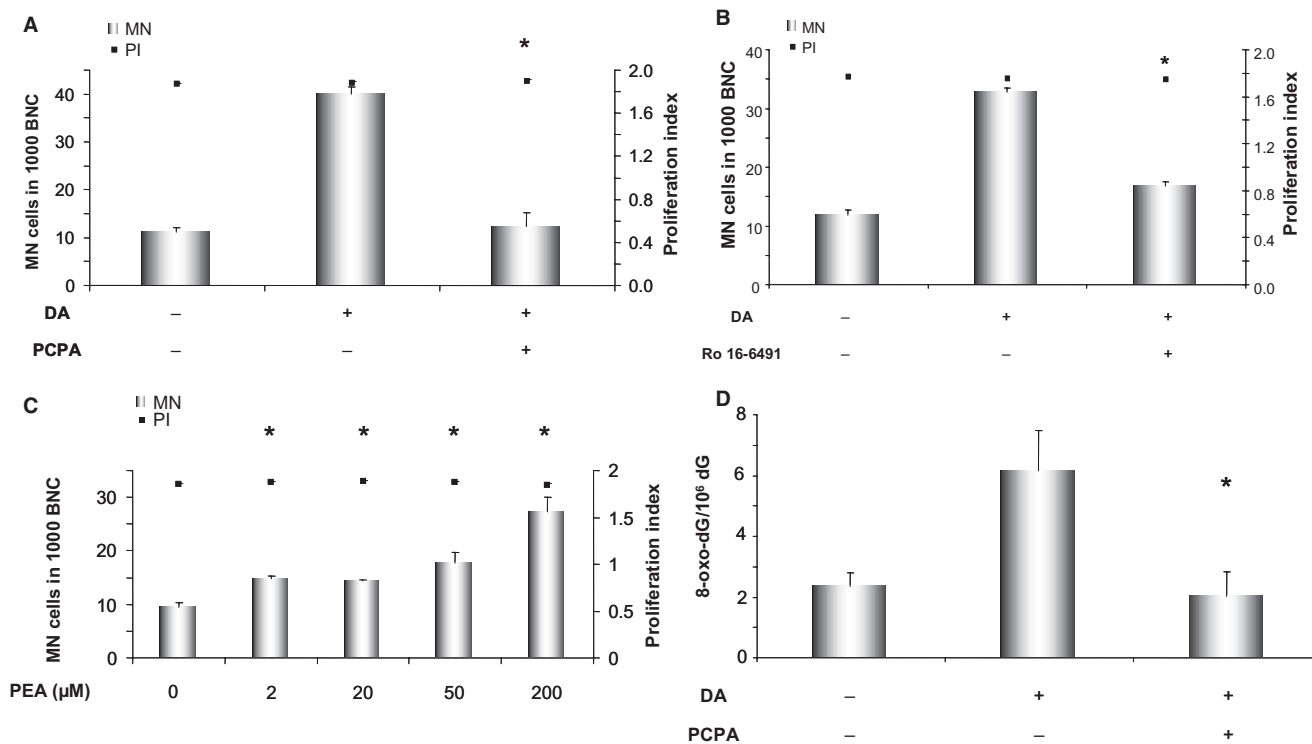 A
MN
PI
*
MN cells in 1000 BNC
40
30
20
10
0
2.0
1.6
1.2
0.8
0.4
0.0
Proliferation index
DA – + +
PCPA – – +
B
MN
PI
*
MN cells in 1000 BNC
40
30
20
10
0
2.0
1.6
1.2
0.8
0.4
0.0
Proliferation index
DA – + +
Ro 16-6491 – – +
C
MN
PI
* * * *
MN cells in 1000 BNC
30
20
10
0
2
1.5
1
0.5
0
Proliferation index
PEA (µM) 0 2 20 50 200
D
*
8-oxo-dG/10⁶ dG
8
6
4
2
0
DA – + +
PCPA – – +